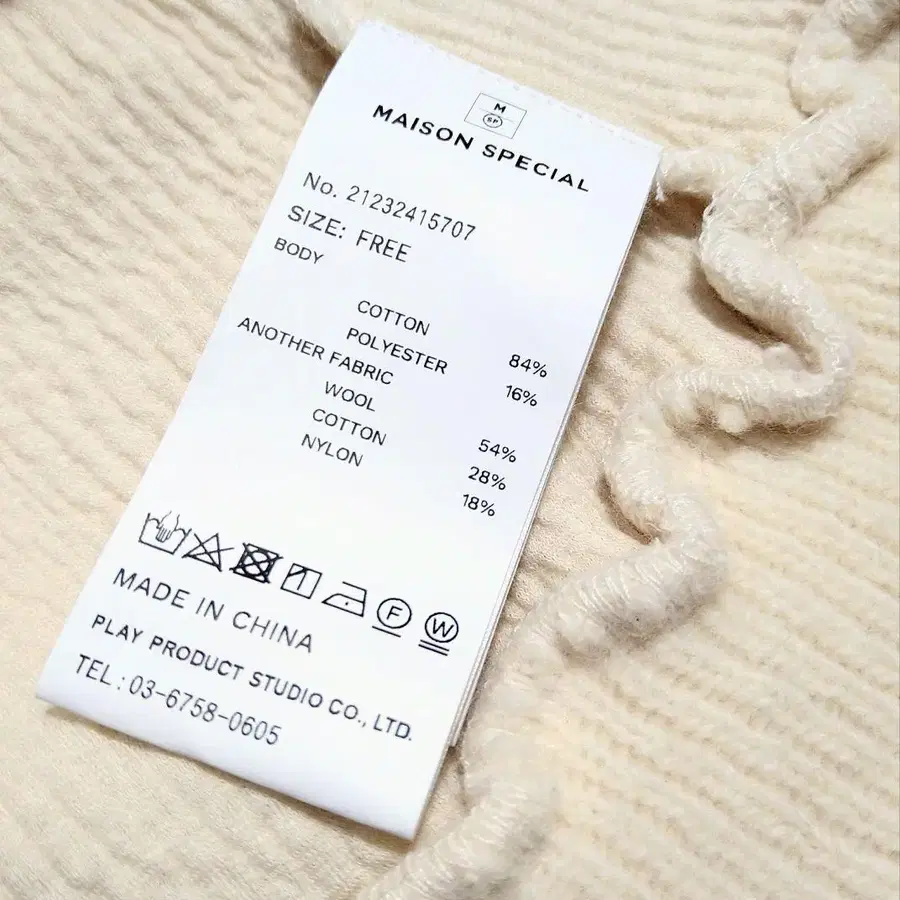 M
SP
MAISON SPECIAL
No. 21232415707
SIZE: FREE
BODY
COTTON 84%
POLYESTER 16%
ANOTHER FABRIC
WOOL 54%
COTTON 28%
NYLON 18%
F W
MADE IN CHINA
PLAY PRODUCT STUDIO CO., LTD.
TEL : 03-6758-0605